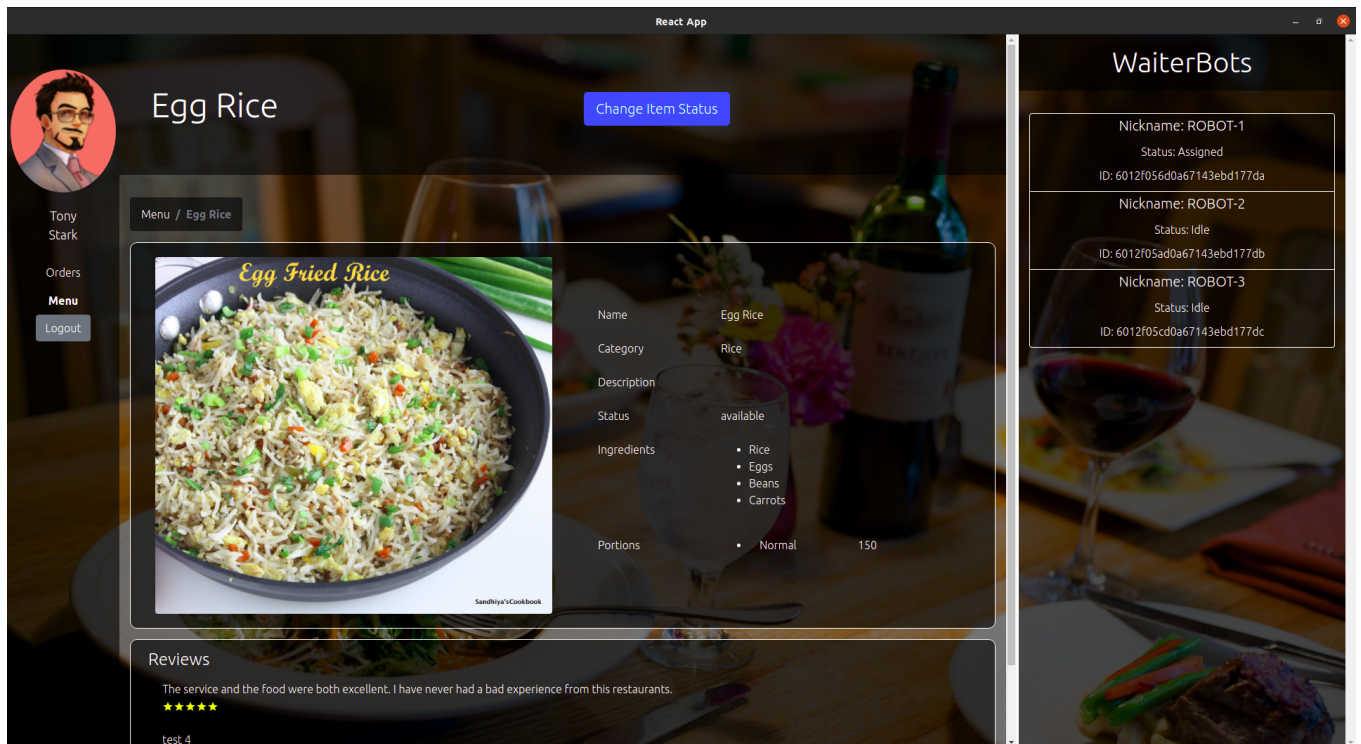 React App
Egg Rice
Change Item Status
Tony
Stark
Orders
Menu
Logout
Menu / Egg Rice
Egg Fried Rice
Sandhiya'sCookbook
Name Egg Rice
Category Rice
Description
Status available
Ingredients • Rice
• Eggs
• Beans
• Carrots
Portions • Normal 150
Reviews
The service and the food were both excellent. I have never had a bad experience from this restaurants.
★★★★★
test 4
WaiterBots
Nickname: ROBOT-1
Status: Assigned
ID: 6012f056d0a67143ebd177da
Nickname: ROBOT-2
Status: Idle
ID: 6012f05ad0a67143ebd177db
Nickname: ROBOT-3
Status: Idle
ID: 6012f05cd0a67143ebd177dc
BENZIGER